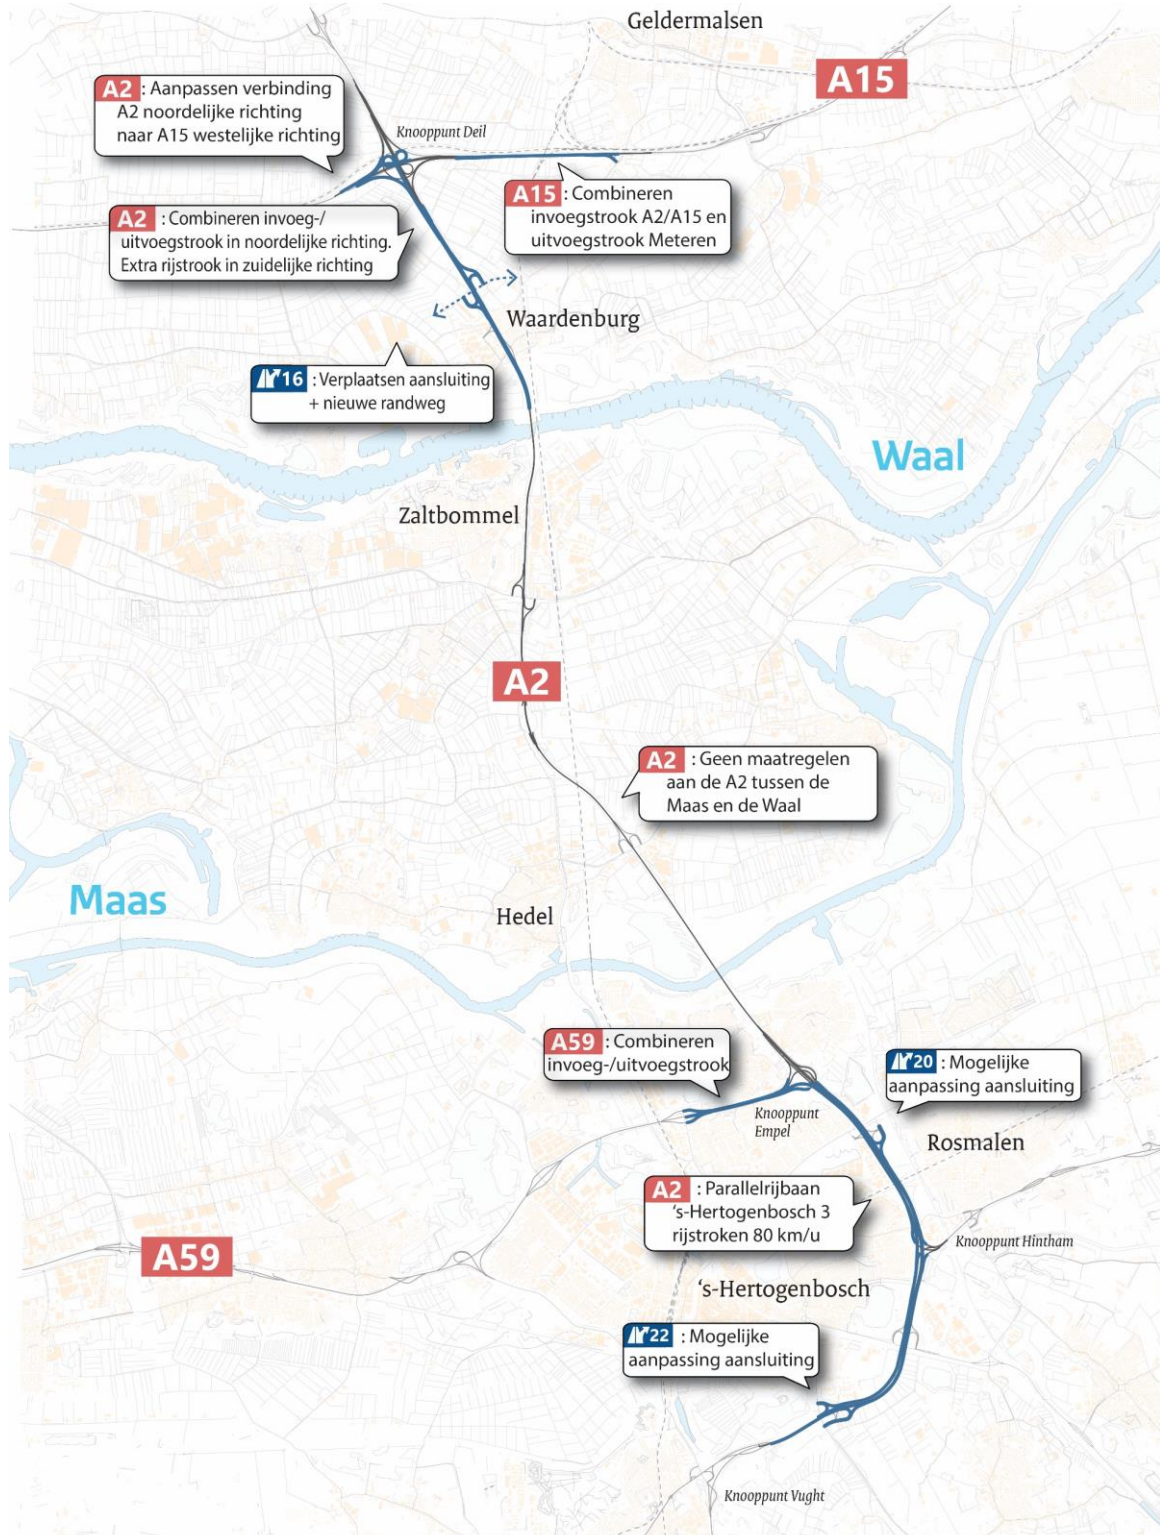 Geldermalsen
A15
A2 : Aanpassen verbinding
A2 noordelijke richting
naar A15 westelijke richting
Knooppunt Deil
A15 : Combineren
invoegstrook A2/A15 en
uitvoegstrook Meteren
A2 : Combineren invoeg-/
uitvoegstrook in noordelijke richting.
Extra rijstrook in zuidelijke richting
Waardenburg
16 : Verplaatsen aansluiting
+ nieuwe randweg
Waal
Zaltbommel
A2
A2 : Geen maatregelen
aan de A2 tussen de
Maas en de Waal
Maas
Hedel
A59 : Combineren
invoeg-/uitvoegstrook
20 : Mogelijke
aanpassing aansluiting
Knooppunt
Empel
Rosmalen
A2 : Parallelrijbaan
‘s-Hertogenbosch 3
rijstroken 80 km/u
Knooppunt Hintham
A59
‘s-Hertogenbosch
22 : Mogelijke
aanpassing aansluiting
Knooppunt Vught